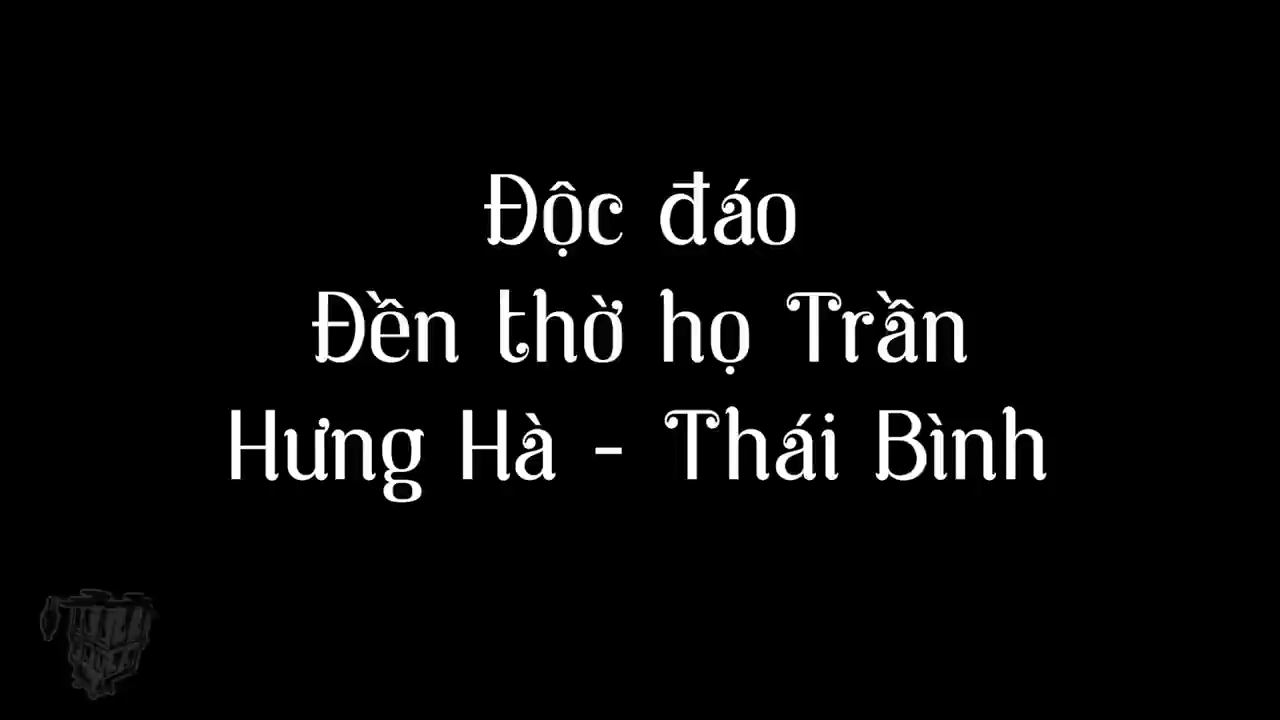 Độc đáo
Đền thờ họ Trần
Hưng Hà - Thái Bình